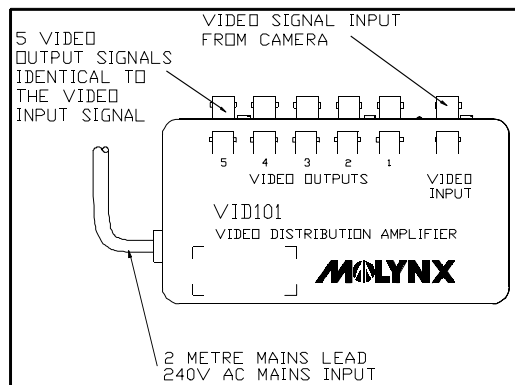 VIDEO SIGNAL INPUT
FROM CAMERA
5 VIDEO
OUTPUT SIGNALS
IDENTICAL TO
THE VIDEO
INPUT SIGNAL
5 4 3 2 1
VIDEO OUTPUTS
VIDEO
INPUT
VID101
VIDEO DISTRIBUTION AMPLIFIER
MOLYNX
2 METRE MAINS LEAD
240V AC MAINS INPUT